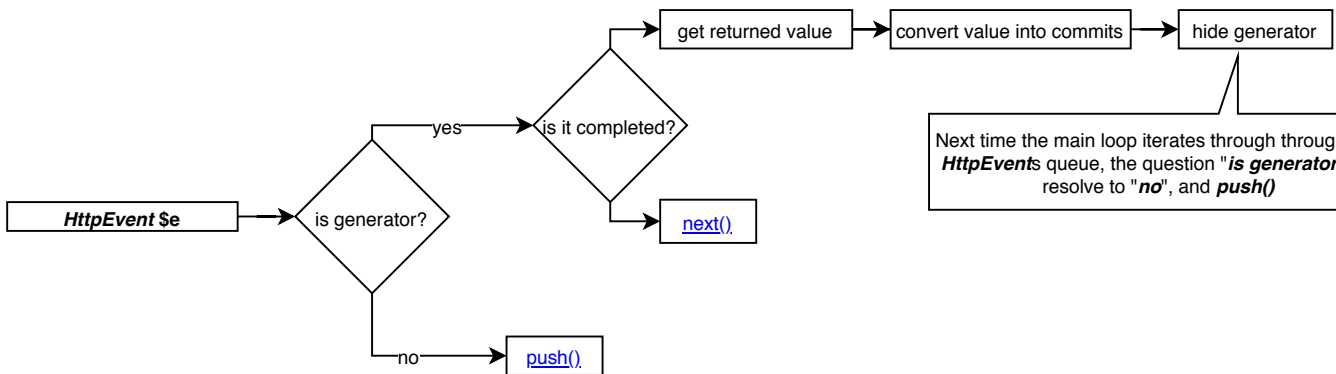 get returned value
convert value into commits
hide generator
yes
is it completed?
Next time the main loop iterates through throug
HttpEvents queue, the question "is generator
resolve to "no", and push()
HttpEvent $e
is generator?
next()
no
push()